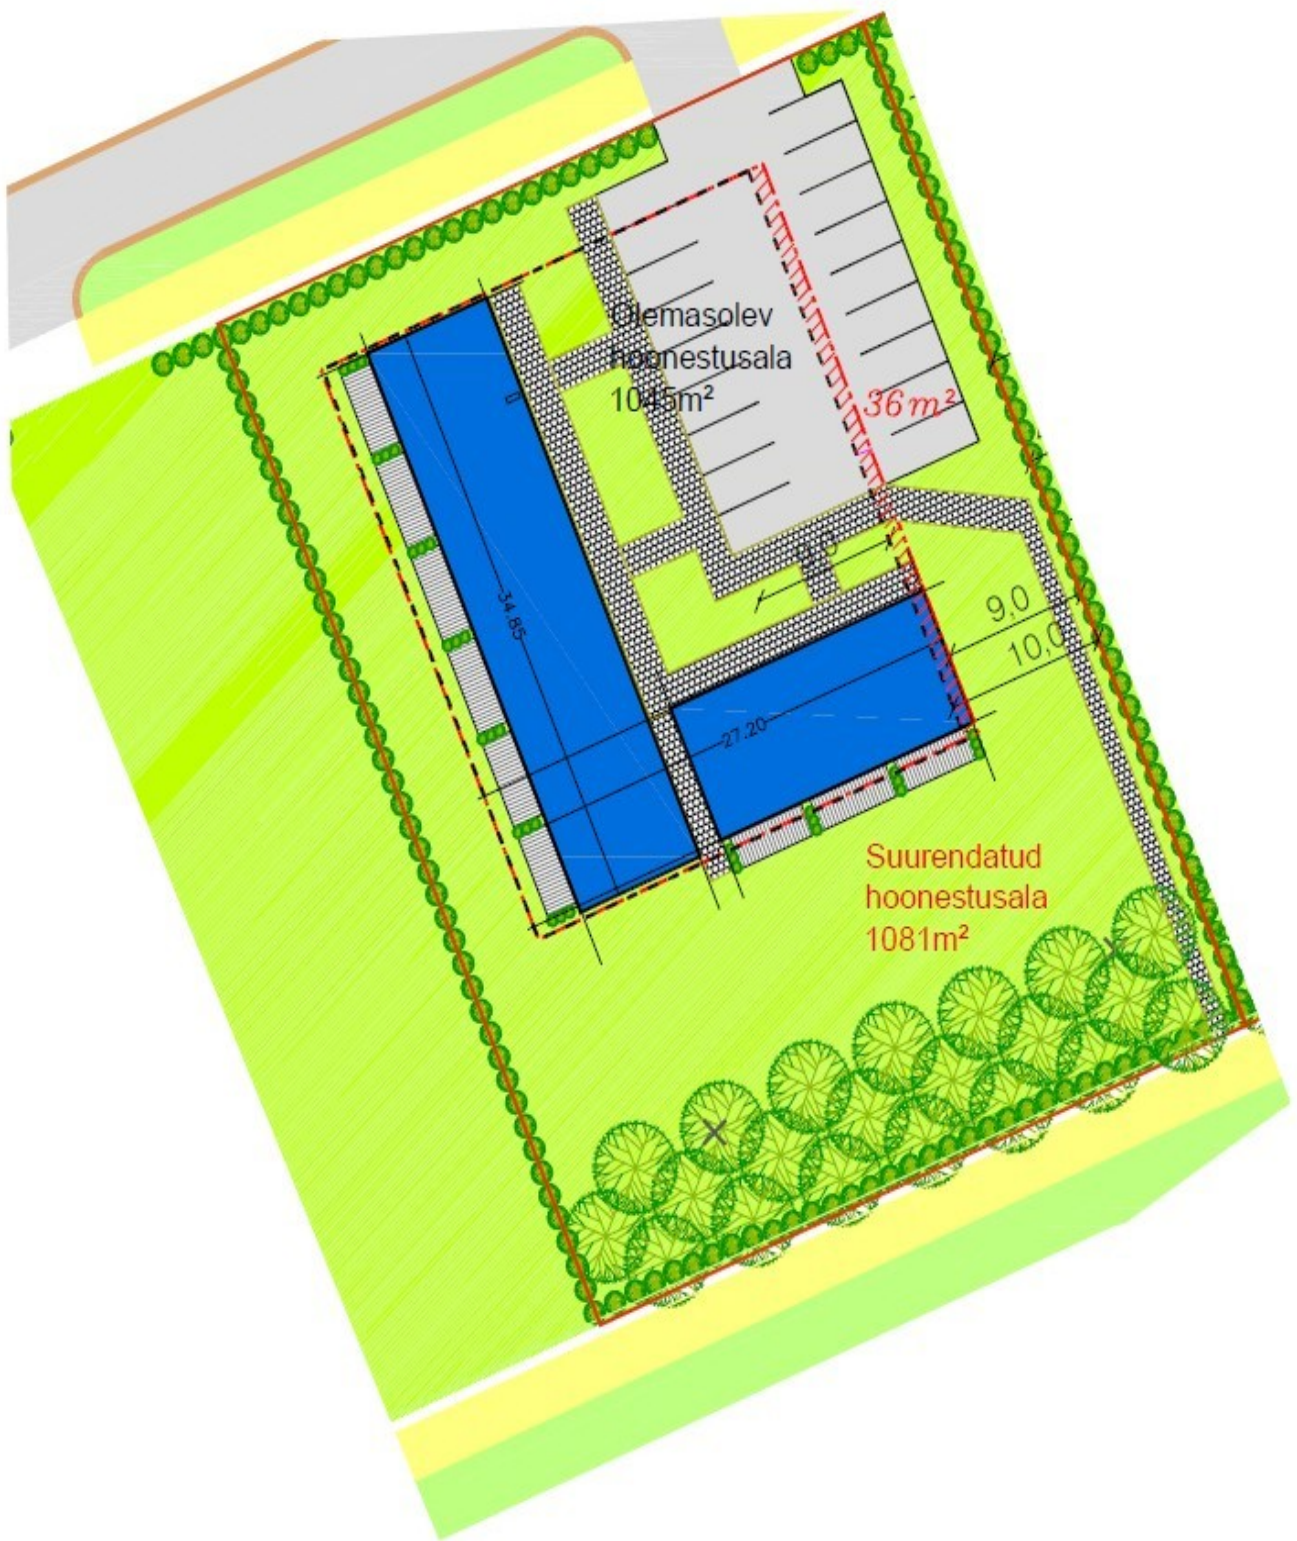 Olemasolev
hoonestusala
1045m²
36 m²
34.85
9,0
10,0
27.20
Suurendatud
hoonestusala
1081m²